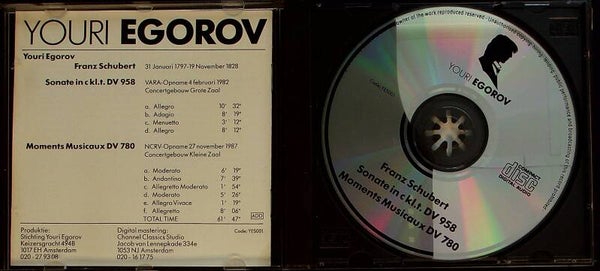 YOURI EGOROV
Youri Egorov
Franz Schubert 31 Januari 1797-19 November 1828
Sonate in c kl.t. DV 958 VARA-Opname 4 februari 1982
Concertgebouw Grote Zaal
a. Allegro 10' 32"
b. Adagio 8' 19"
c. Menuetto 3' 12"
d. Allegro 8' 12"
Moments Musicaux DV 780 NCRV-Opname 27 november 1987
Concertgebouw Kleine Zaal
a. Moderato 6' 19"
b. Andantino 7' 39"
c. Allegretto Moderato 1' 54"
d. Moderato 5' 26"
e. Allegro Vivace 1' 19"
f. Allegretto 8' 06"
TOTAL TIME 61' 47" ADD
Produktie: Digital mastering: Code: YES001
Stichting Youri Egorov Channel Classics Studio
Keizersgracht 494B Jacob van Lennepkade 334e
1017 EH Amsterdam 1053 NJ Amsterdam
020 - 27 93 08 020 - 16 17 75
YOURI EGOROV
Code: YES001
COMPACT
disc
DIGITAL AUDIO
Franz Schubert
Sonate in c kl.t. DV 958
Moments Musicaux DV 780